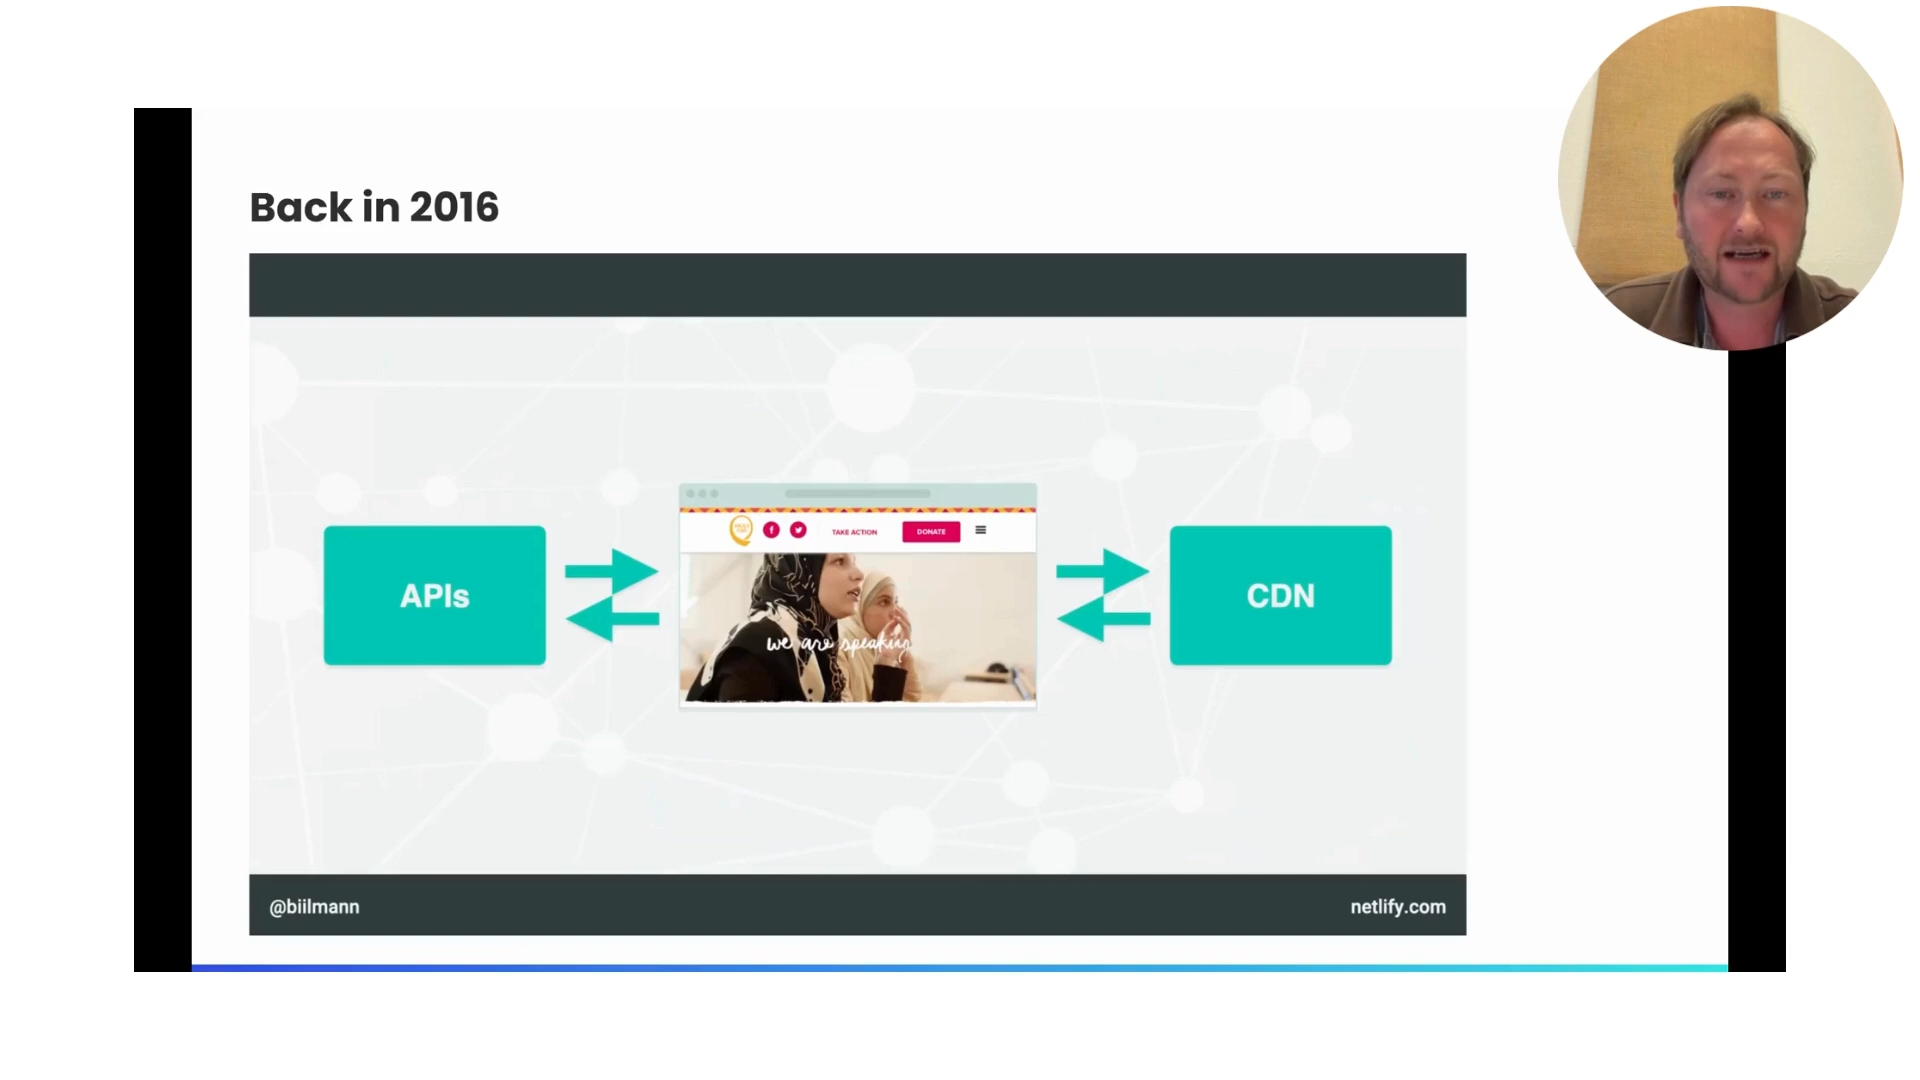 Back in 2016
APIs
TAKE ACTION
DONATE
we are speaking
CDN
@biilmann
netlify.com